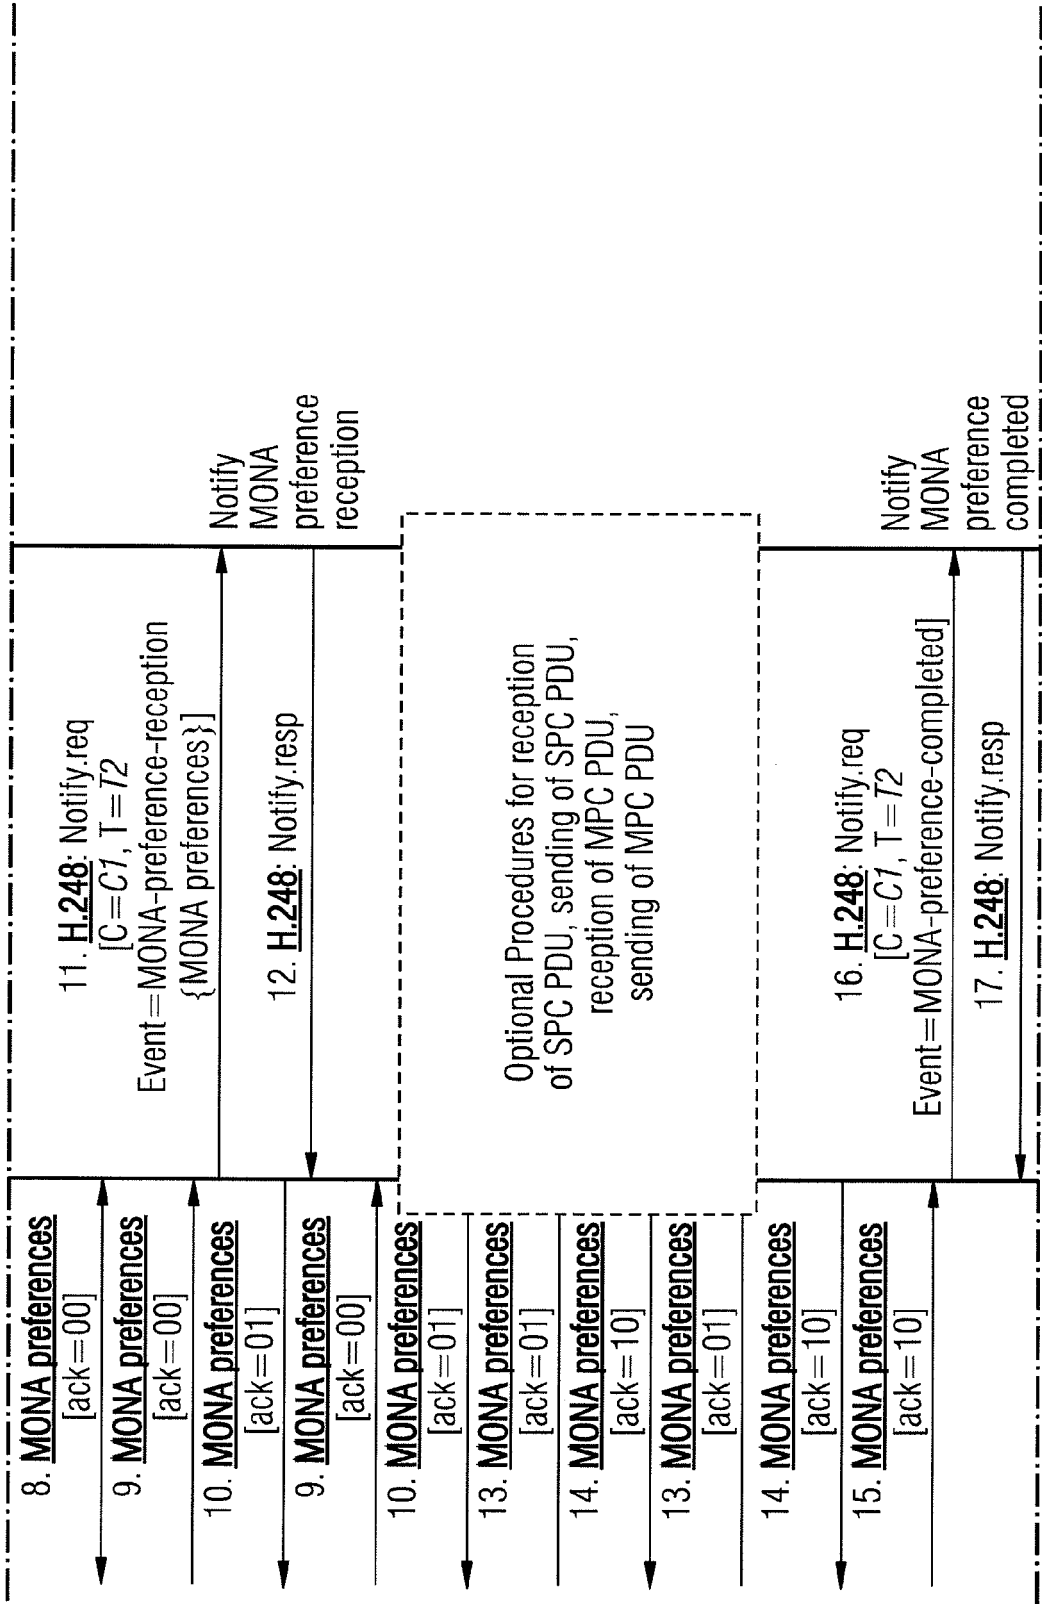 8. MONA preferences
[ack=00]
9. MONA preferences
[ack=00]
10. MONA preferences
[ack=01]
9. MONA preferences
[ack=00]
10. MONA preferences
[ack=01]
13. MONA preferences
[ack=01]
14. MONA preferences
[ack=10]
13. MONA preferences
[ack=01]
14. MONA preferences
[ack=10]
15. MONA preferences
[ack=10]
11. H.248: Notify.req
[C=C1, T=T2
Event=MONA-preference-reception
{MONA preferences}]
12. H.248: Notify.resp
Optional Procedures for reception
of SPC PDU, sending of SPC PDU,
reception of MPC PDU,
sending of MPC PDU
16. H.248: Notify.req
[C=C1, T=T2
Event=MONA-preference-completed]
17. H.248: Notify.resp
Notify
MONA
preference
reception
Notify
MONA
preference
completed